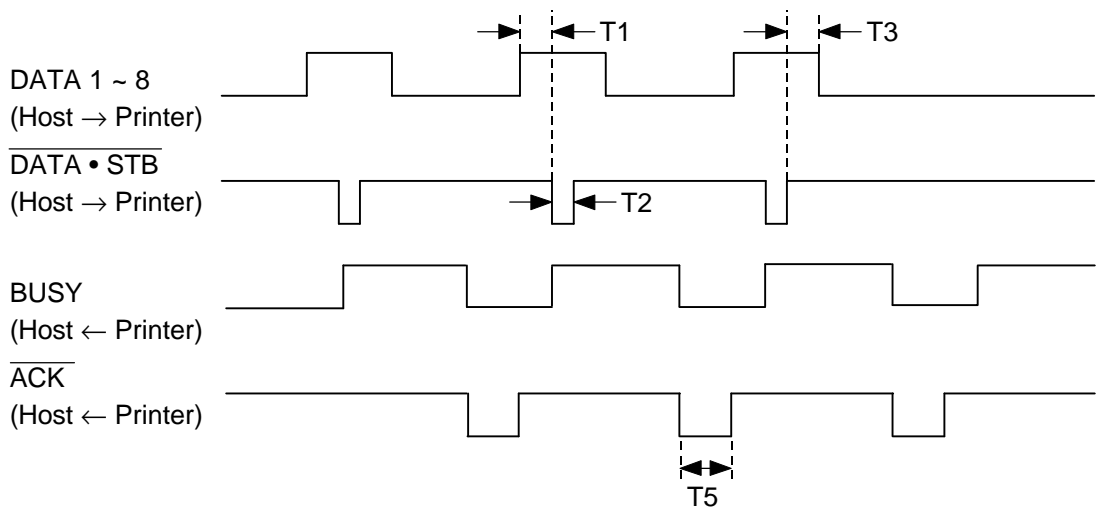 T1
T3
DATA 1 ~ 8
(Host → Printer)
DATA • STB
(Host → Printer)
T2
BUSY
(Host ← Printer)
ACK
(Host ← Printer)
T5